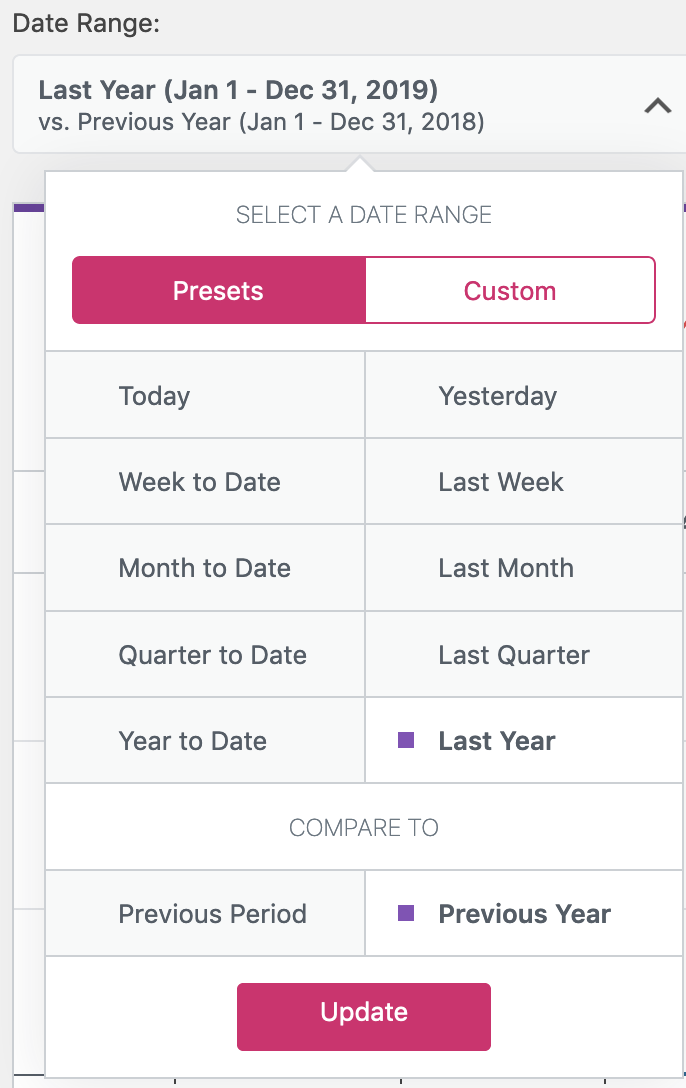 Date Range:
Last Year (Jan 1 - Dec 31, 2019)
vs. Previous Year (Jan 1 - Dec 31, 2018)
SELECT A DATE RANGE
Presets Custom
Today Yesterday
Week to Date Last Week
Month to Date Last Month
Quarter to Date Last Quarter
Year to Date Last Year
COMPARE TO
Previous Period Previous Year
Update